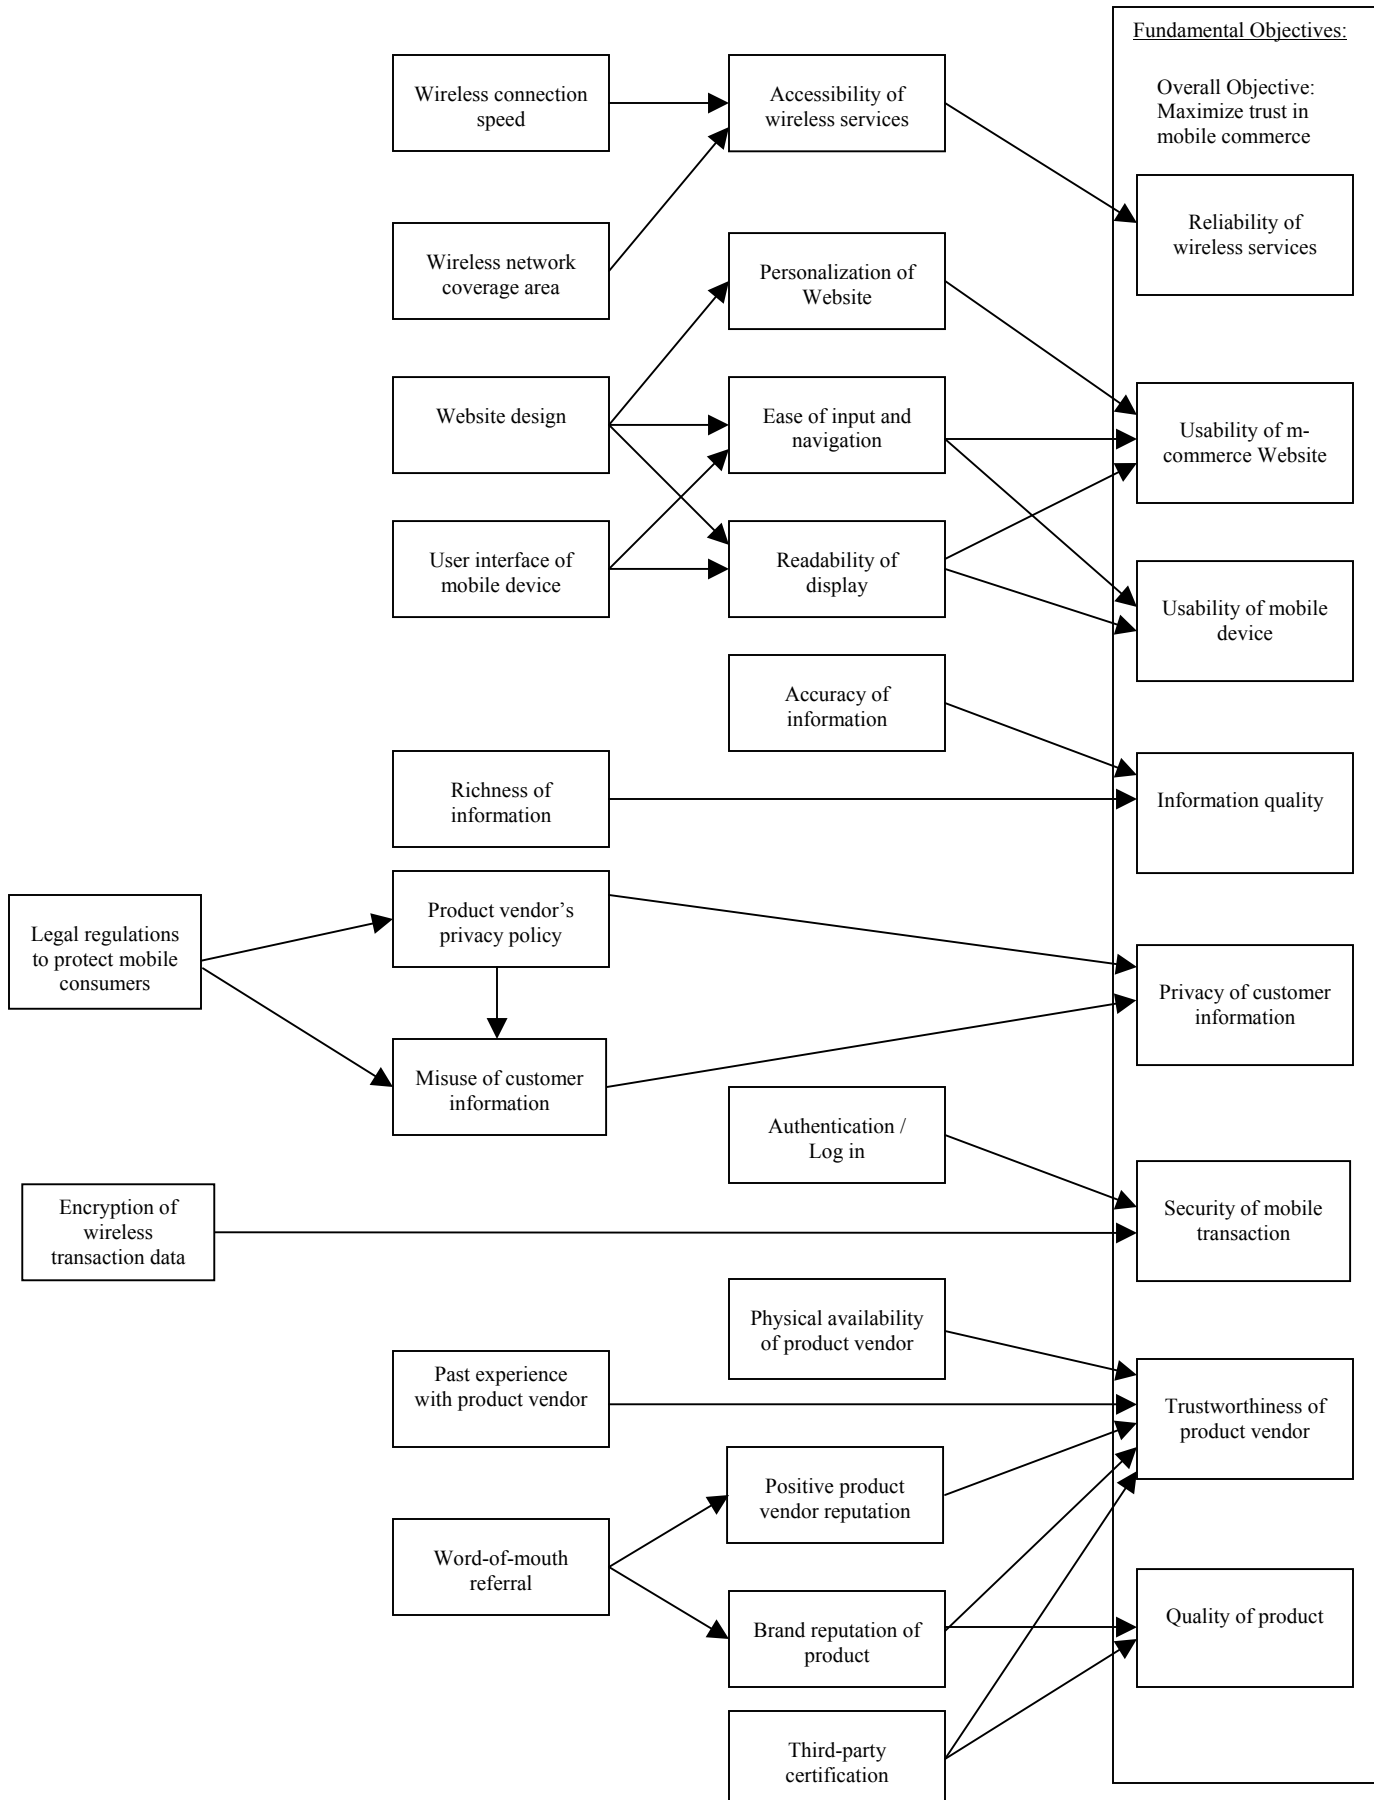 Fundamental Objectives:
Overall Objective:
Maximize trust in
mobile commerce
Wireless connection
speed
Accessibility of
wireless services
Reliability of
wireless services
Wireless network
coverage area
Personalization of
Website
Website design
Ease of input and
navigation
Usability of m-
commerce Website
User interface of
mobile device
Readability of
display
Usability of mobile
device
Accuracy of
information
Richness of
information
Information quality
Legal regulations
to protect mobile
consumers
Product vendor’s
privacy policy
Privacy of customer
information
Misuse of customer
information
Authentication /
Log in
Encryption of
wireless
transaction data
Security of mobile
transaction
Physical availability
of product vendor
Past experience
with product vendor
Trustworthiness of
product vendor
Positive product
vendor reputation
Word-of-mouth
referral
Brand reputation of
product
Quality of product
Third-party
certification